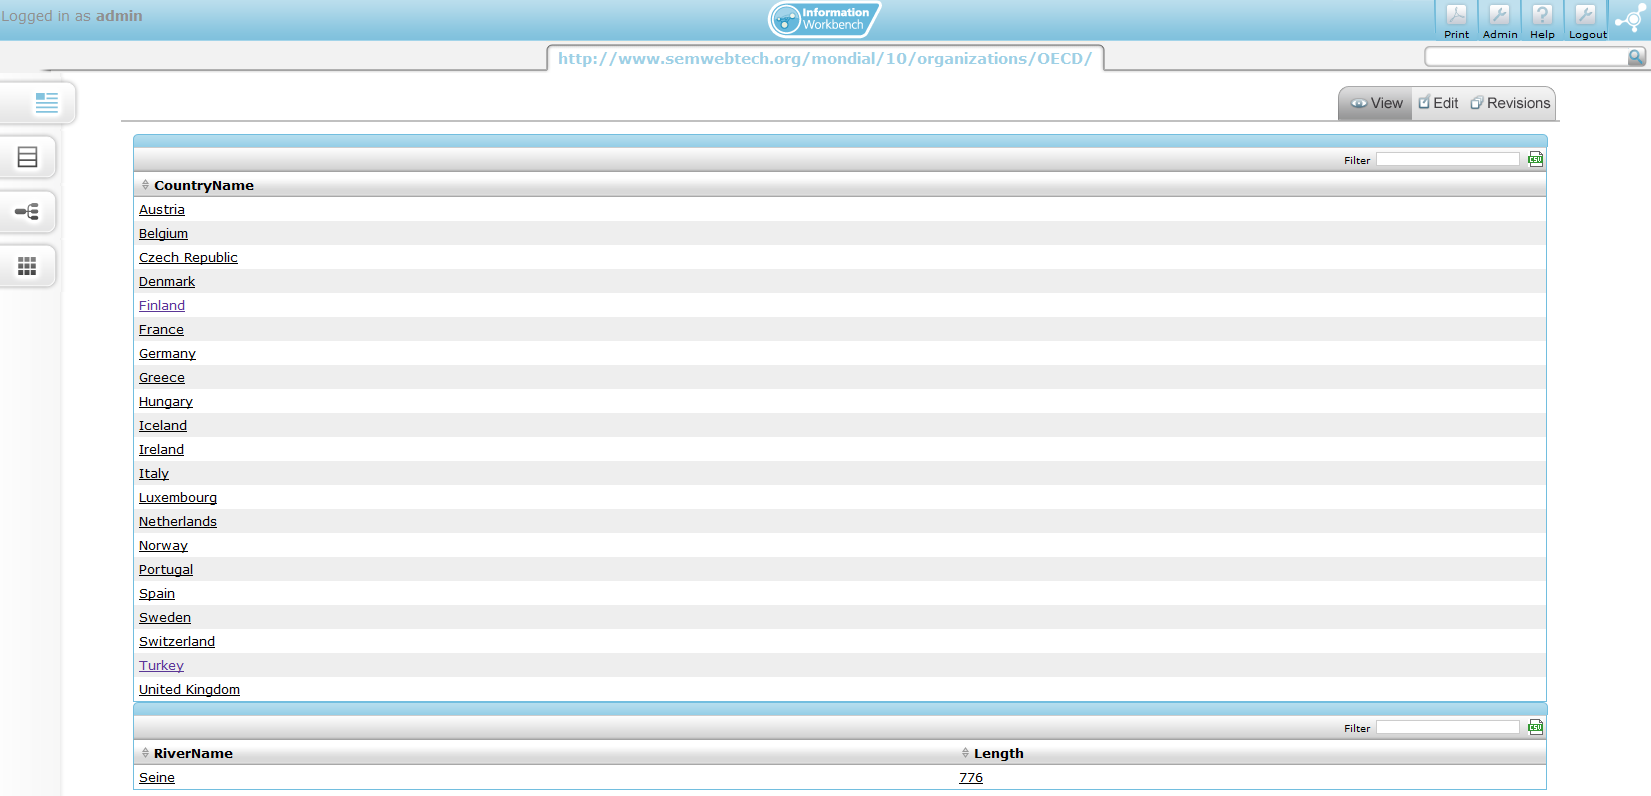 Logged in as admin
Information
Workbench
Print Admin Help Logout
http://www.semwebtech.org/mondial/10/organizations/OECD/
View Edit Revisions
Filter CSV
CountryName
Austria
Belgium
Czech Republic
Denmark
Finland
France
Germany
Greece
Hungary
Iceland
Ireland
Italy
Luxembourg
Netherlands
Norway
Portugal
Spain
Sweden
Switzerland
Turkey
United Kingdom
Filter CSV
RiverName Length
Seine 776